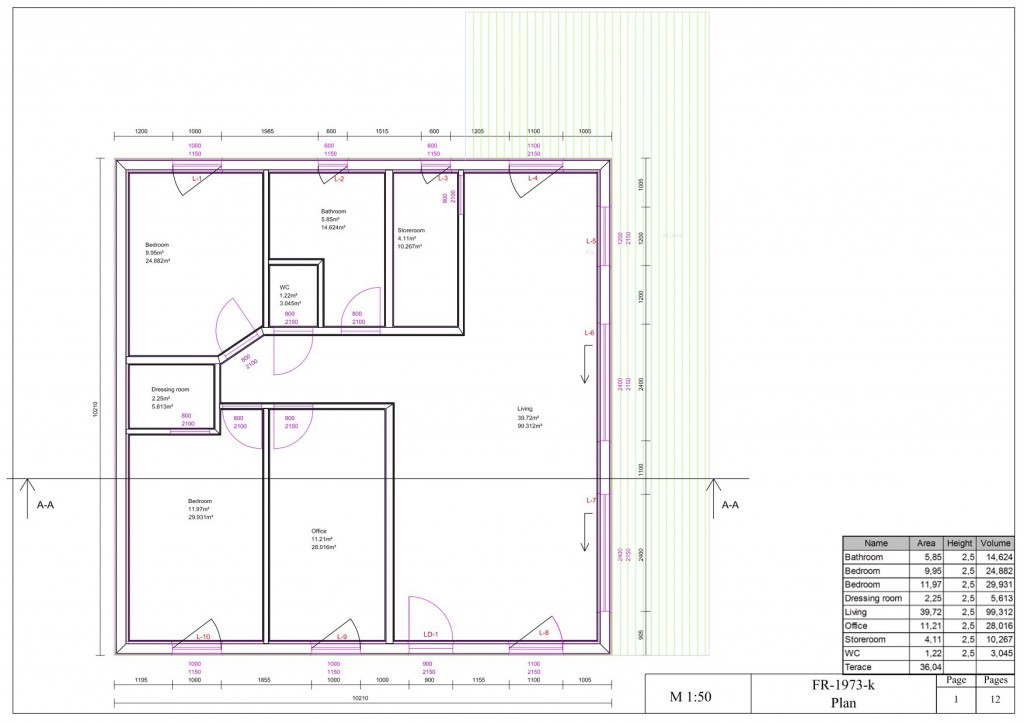 1200 1000 1985 600 1515 600 1205 1100 1005
1000 600 600 1100
1150 1150 1150 2150
L-1 L-2 L-3 L-4
800
2100
1005
Bathroom
5.85m²
14.624m³
Storeroom
4.11m²
10.267m³
Bedroom
9.95m²
24.882m³
L-5
1200
2150
1200
WC
1.22m²
3.045m³
800
2100
800
2100
1200
L-6
800
2100
Dressing room
2.25m²
5.613m³
800
2100
800
2100
800
2100
Living
39.72m²
99.312m³
2400
2150
2400
10210
1100
A-A
A-A
Bedroom
11.97m²
29.931m³
L-7
Office
11.21m²
28.016m³
2400
2150
2400
L-10 L-9 LD-1 L-8
905
1000 1000 900 1100
1150 1150 2150 2150
1195 1000 1855 1000 1000 900 1155 1100 1005
10210
Name Area Height Volume
Bathroom 5,85 2,5 14,624
Bedroom 9,95 2,5 24,882
Bedroom 11,97 2,5 29,931
Dressing room 2,25 2,5 5,613
Living 39,72 2,5 99,312
Office 11,21 2,5 28,016
Storeroom 4,11 2,5 10,267
WC 1,22 2,5 3,045
Terace 36,04
M 1:50
FR-1973-k
Plan
Page Pages
1 12